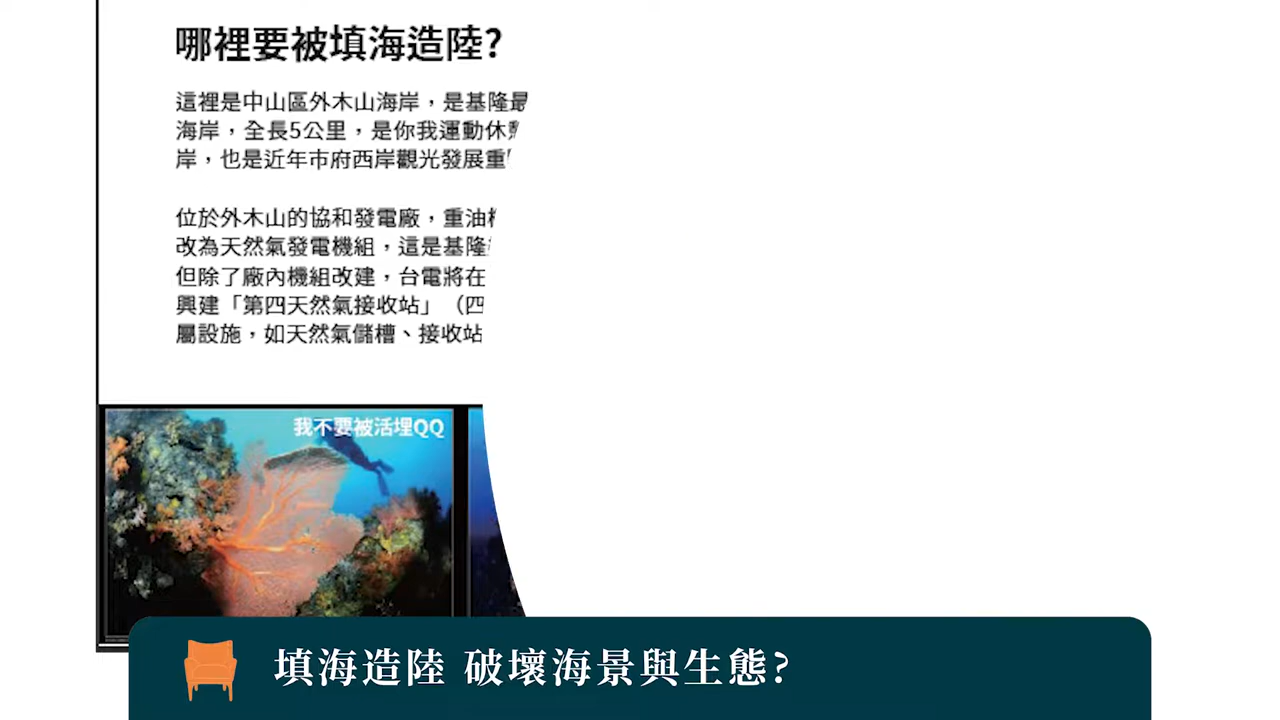 哪裡要被填海造陸?
這裡是中山區外木山海岸，是基隆最
海岸，全長5公里，是你我運動休
岸，也是近年市府西岸觀光發展重
位於外木山的協和發電廠，重油
改為天然氣發電機組，這是基隆
但除了廠內機組改建，台電將在
興建「第四天然氣接收站」（四
屬設施，如天然氣儲槽、接收站
我不要被活埋QQ
填海造陸 破壞海景與生態?